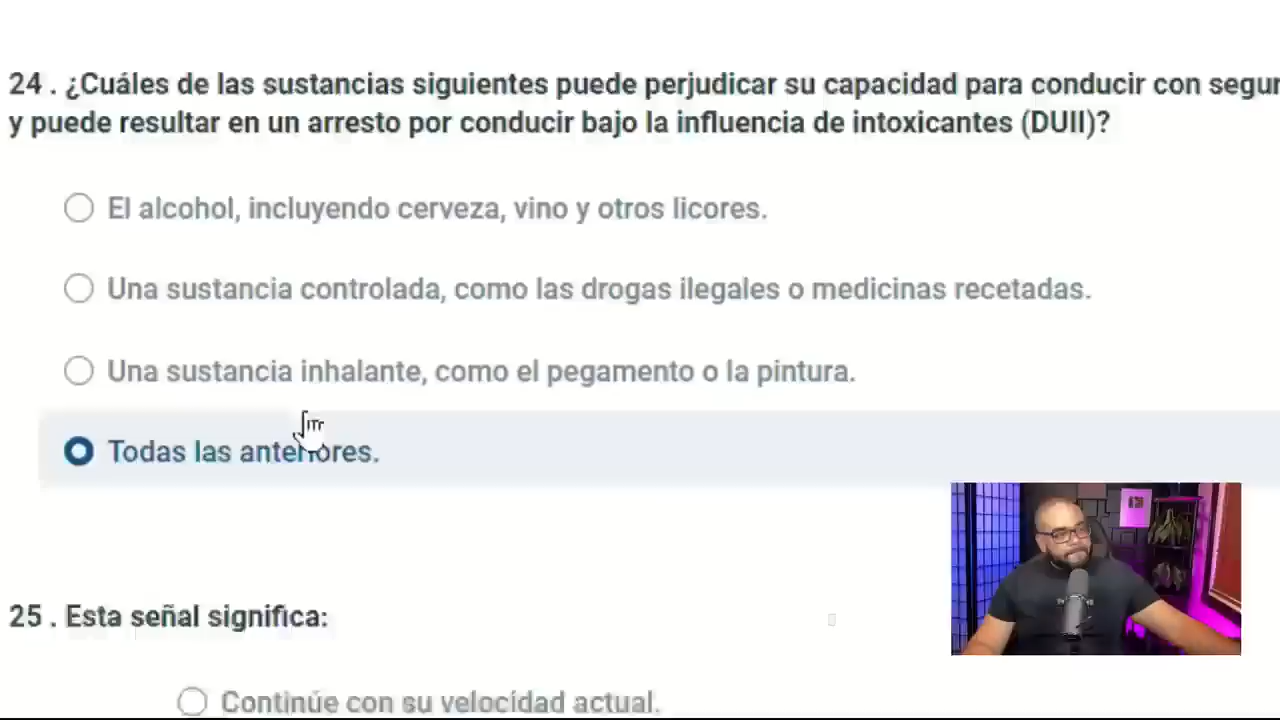 24 . ¿Cuáles de las sustancias siguientes puede perjudicar su capacidad para conducir con segur
y puede resultar en un arresto por conducir bajo la influencia de intoxicantes (DUII)?
El alcohol, incluyendo cerveza, vino y otros licores.
Una sustancia controlada, como las drogas ilegales o medicinas recetadas.
Una sustancia inhalante, como el pegamento o la pintura.
Todas las anteriores.
25 . Esta señal significa:
Continúe con su velocidad actual.